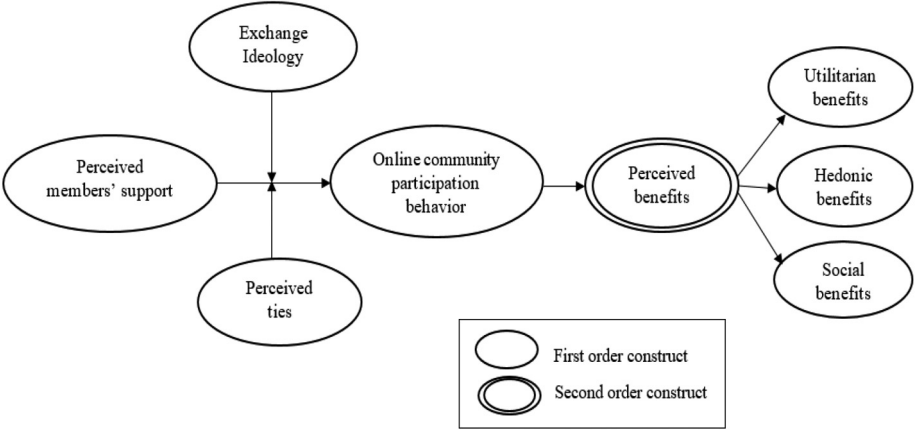 Exchange
Ideology
Perceived
members' support
Online community
participation
behavior
Perceived
benefits
Utilitarian
benefits
Hedonic
benefits
Social
benefits
Perceived
ties
First order construct
Second order construct